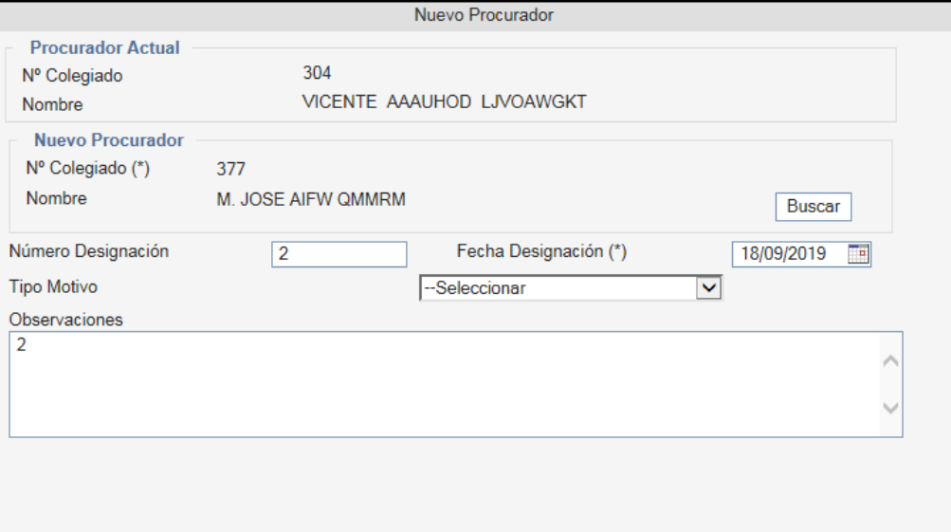 Nuevo Procurador
Procurador Actual
Nº Colegiado 304
Nombre VICENTE AAAUHOD LJVOAWGKT
Nuevo Procurador
Nº Colegiado (*) 377
Nombre M. JOSE AIFW QMMRM
Buscar
Número Designación 2 Fecha Designación (*) 18/09/2019
Tipo Motivo --Seleccionar
Observaciones
2